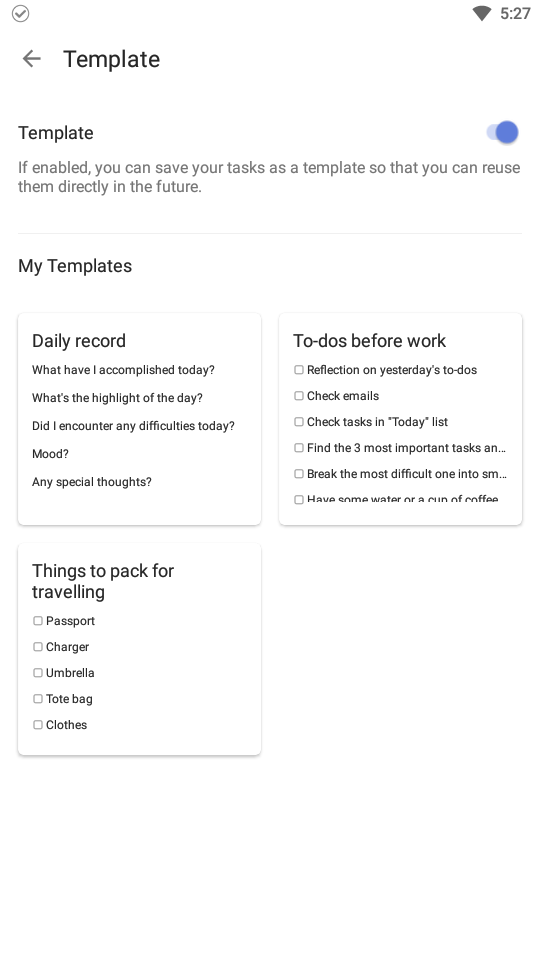 5:27
Template
Template
If enabled, you can save your tasks as a template so that you can reuse
them directly in the future.
My Templates
Daily record
What have I accomplished today?
What's the highlight of the day?
Did I encounter any difficulties today?
Mood?
Any special thoughts?
To-dos before work
Reflection on yesterday's to-dos
Check emails
Check tasks in "Today" list
Find the 3 most important tasks an...
Break the most difficult one into sm...
Have some water or a cup of coffee
Things to pack for
travelling
Passport
Charger
Umbrella
Tote bag
Clothes